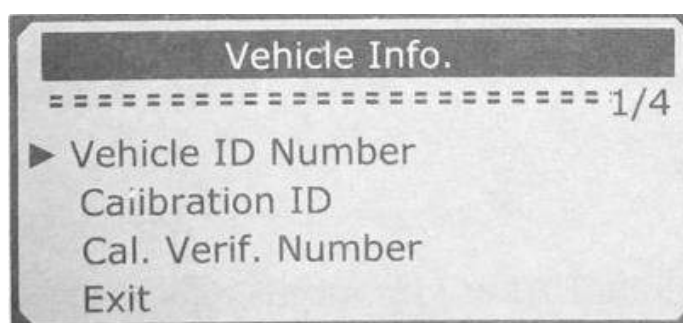 Vehicle Info.
==========================1/4
▶ Vehicle ID Number
Calibration ID
Cal. Verif. Number
Exit